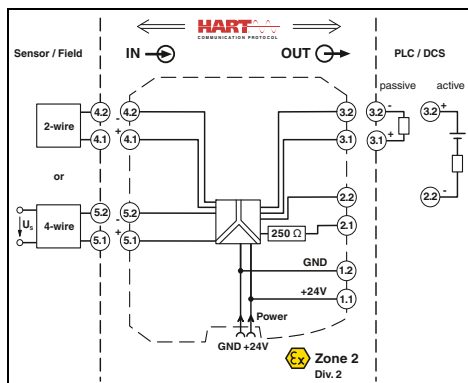 HART
COMMUNICATION PROTOCOL
Sensor / Field
IN
OUT
PLC / DCS
passive
active
2-wire
4.2
4.1
-
+
4.2
4.1
3.2
3.1
3.2
-
3.1
+
3.2
+
or
Us
4-wire
5.2
5.1
-
+
5.2
5.1
2.2
2.1
250 Ω
2.2
-
GND
1.2
+24V
1.1
Power
GND +24V
Ex
Zone 2
Div. 2